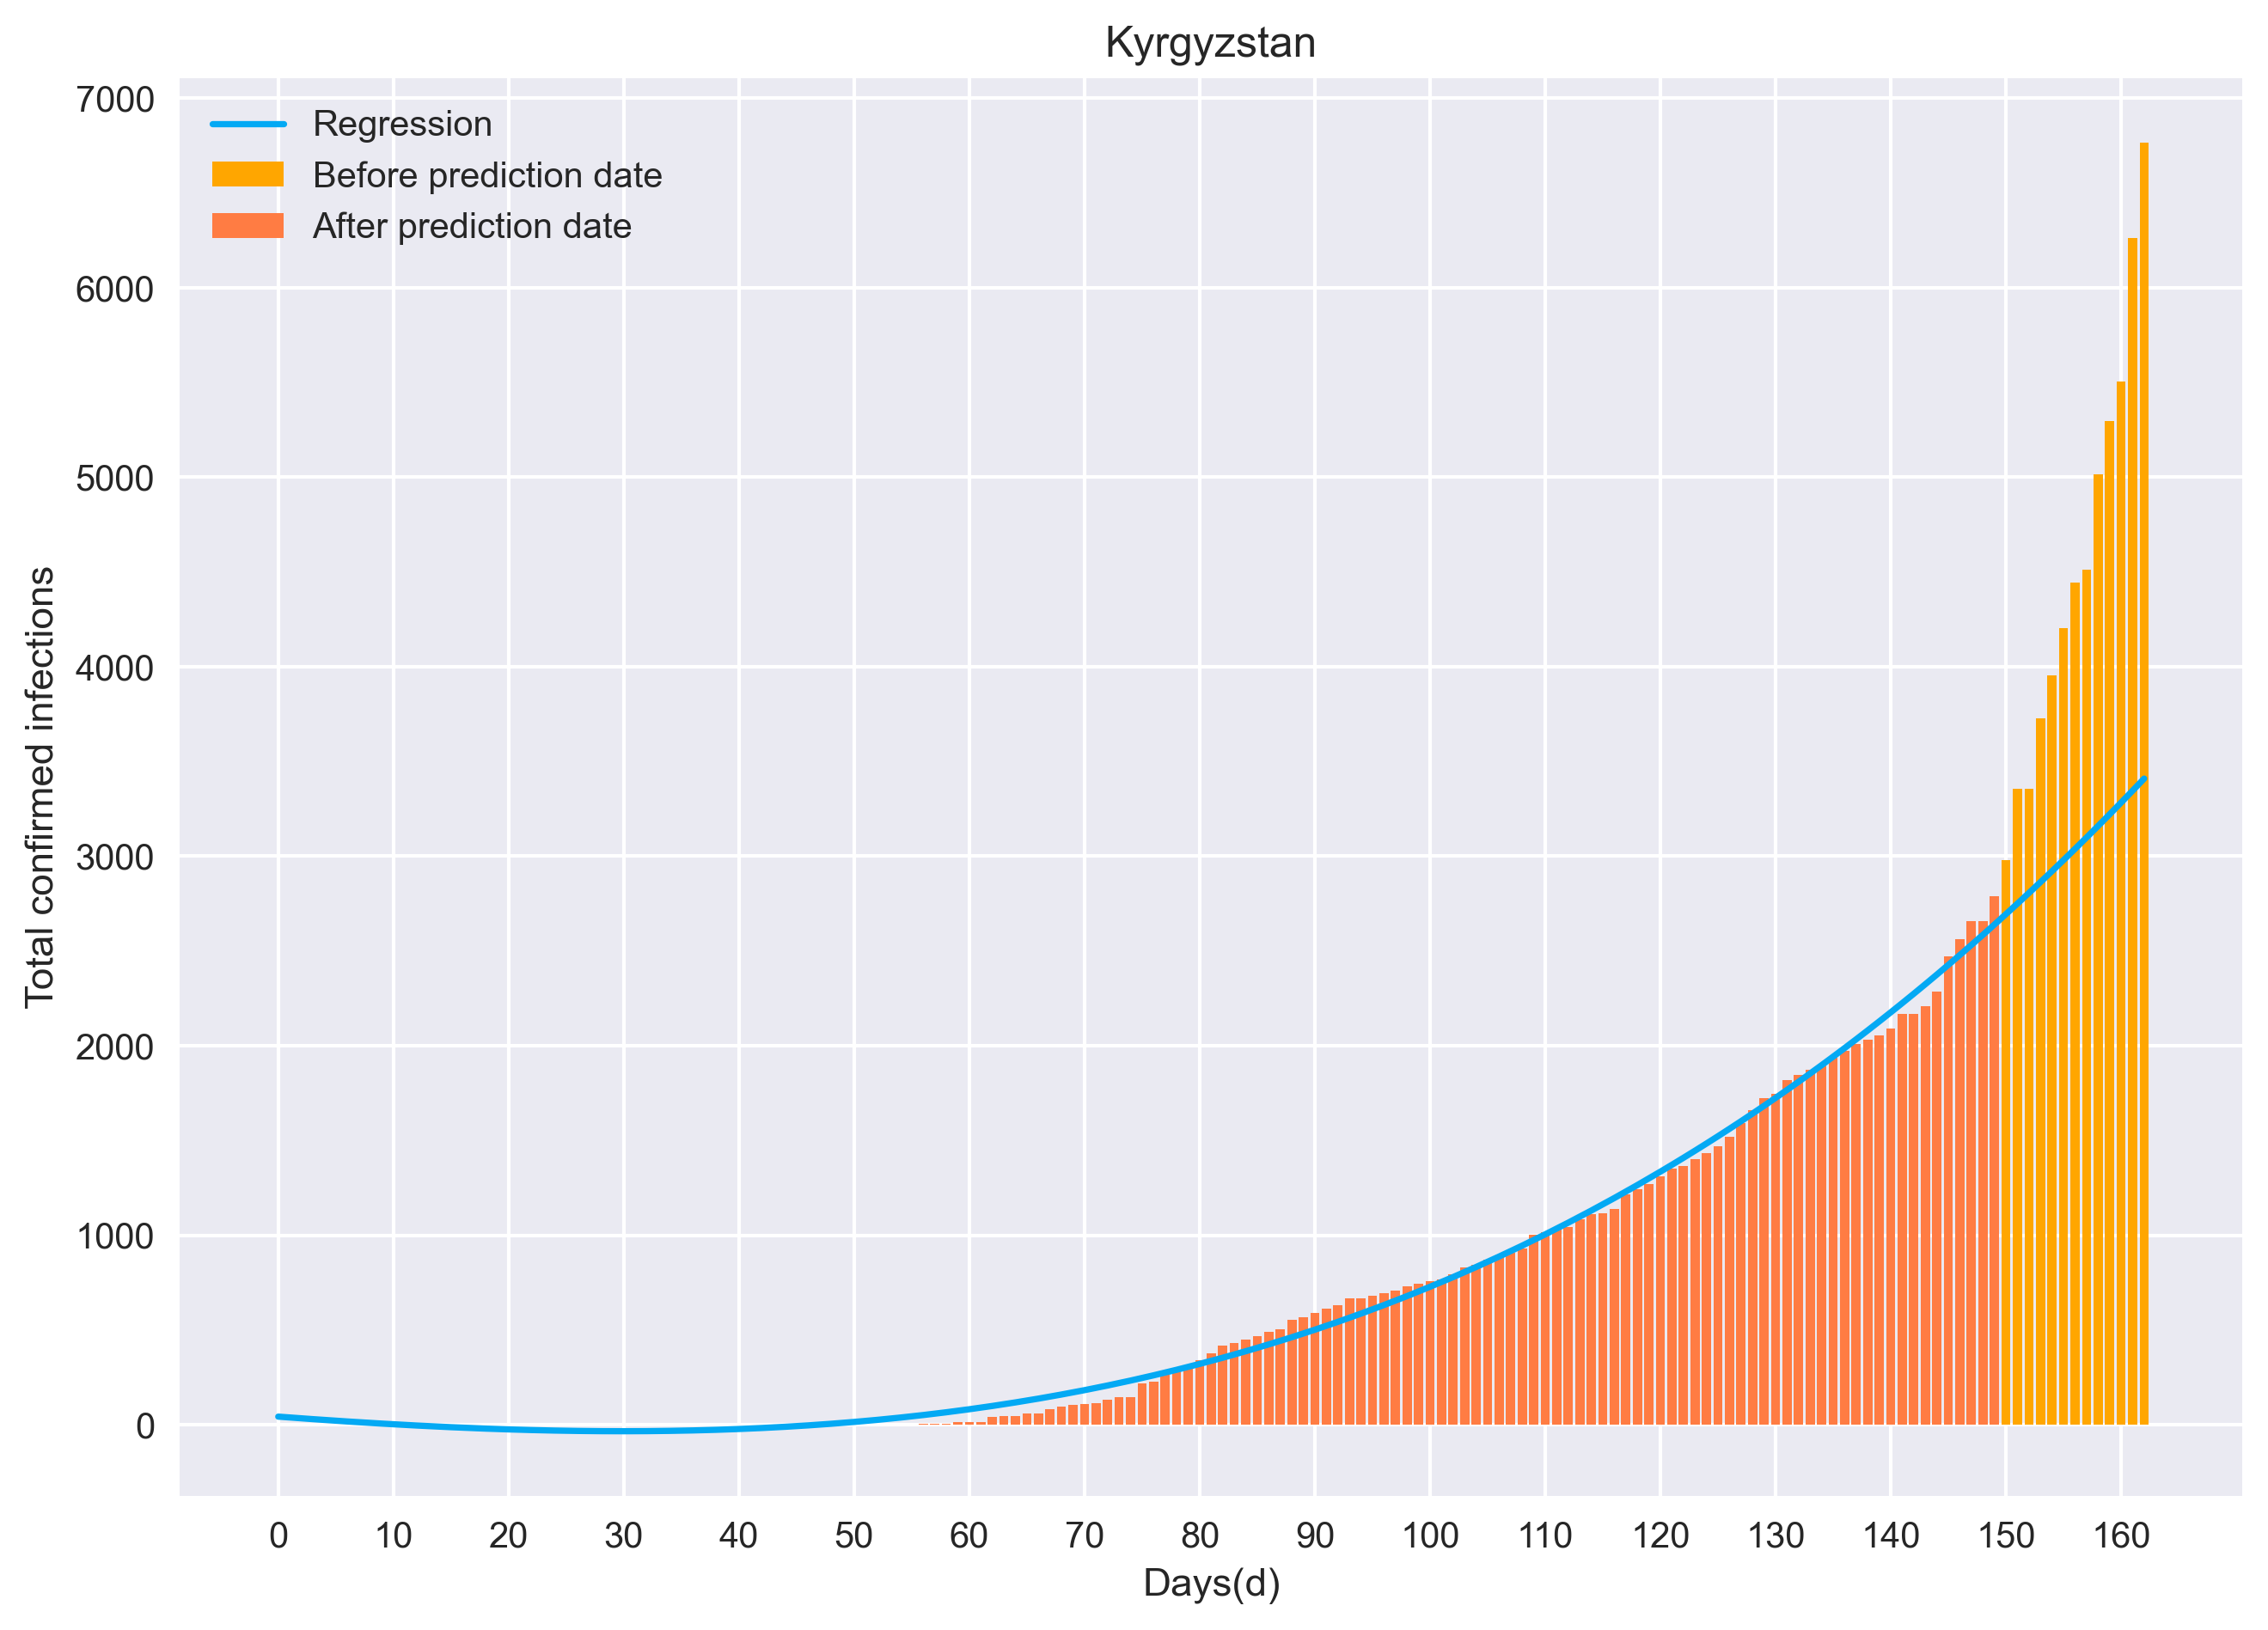 Kyrgyzstan
7000
6000
5000
4000
3000
2000
1000
0
Total confirmed infections
Regression
Before prediction date
After prediction date
0 10 20 30 40 50 60 70 80 90 100 110 120 130 140 150 160
Days(d)